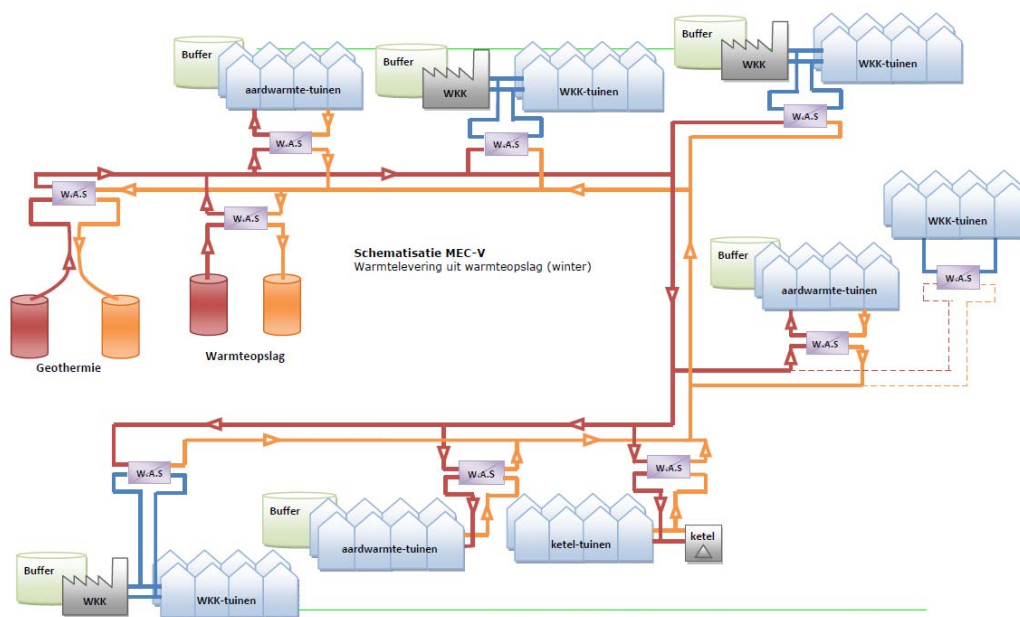 Buffer
aardwarmte-tuinen
Buffer
WKK
WKK-tuinen
Buffer
WKK
WKK-tuinen
W.A.S
W.A.S
W.A.S
W.A.S
W.A.S
WKK-tuinen
Schematisatie MEC-V
Warmtelevering uit warmteopslag (winter)
Buffer
aardwarmte-tuinen
W.A.S
W.A.S
Geothermie
Warmteopslag
W.A.S
W.A.S
W.A.S
Buffer
aardwarmte-tuinen
ketel-tuinen
ketel
Buffer
WKK
WKK-tuinen